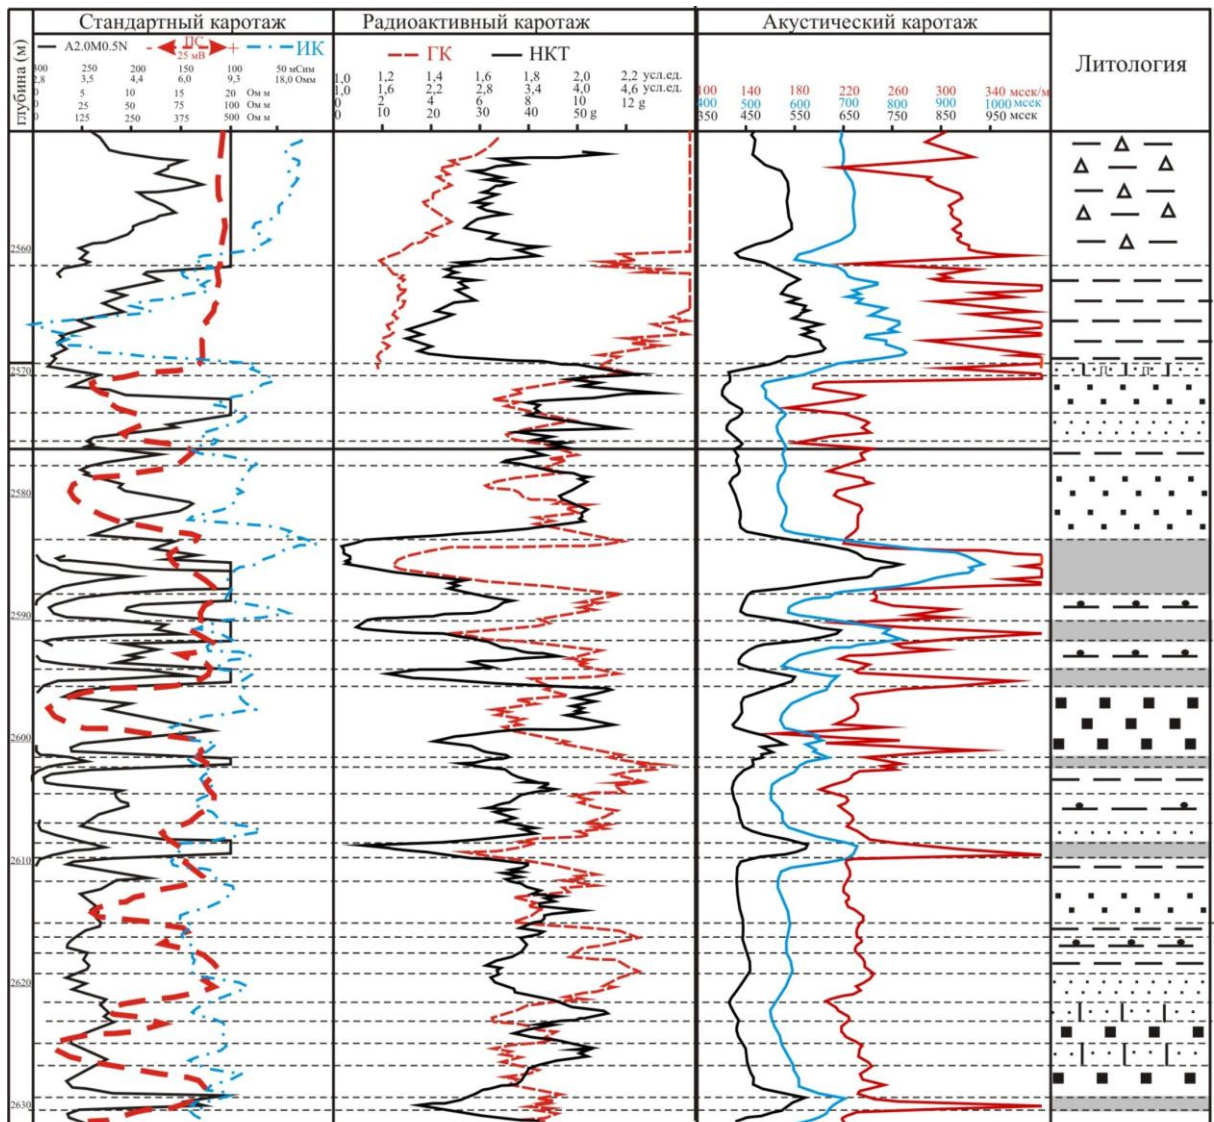 Стандартный каротаж
Радиоактивный каротаж
Акустический каротаж
Литология
глубина (м)
A2.0M0.5N - ПС + ИК
25 мВ
300 250 200 150 100 50 мСим
2,8 3,5 4,4 6,0 9,3 18,0 Омм
0 5 10 15 20 Ом м
0 25 50 75 100 Ом м
0 125 250 375 500 Ом м
ГК НКТ
1,0 1,2 1,4 1,6 1,8 2,0 2,2 усл.ед.
1,0 1,2 1,6 2,8 3,4 4,0 4,6 усл.ед.
0 2 4 6 8 10 12 g
10 20 30 40 50 g
100 140 180 220 260 300 340 мсек/м
400 500 600 700 800 900 1000 мсек
350 450 550 650 750 850 950 мсек
2560
2570
п п
2580
2590
2600
2610
2620
2630